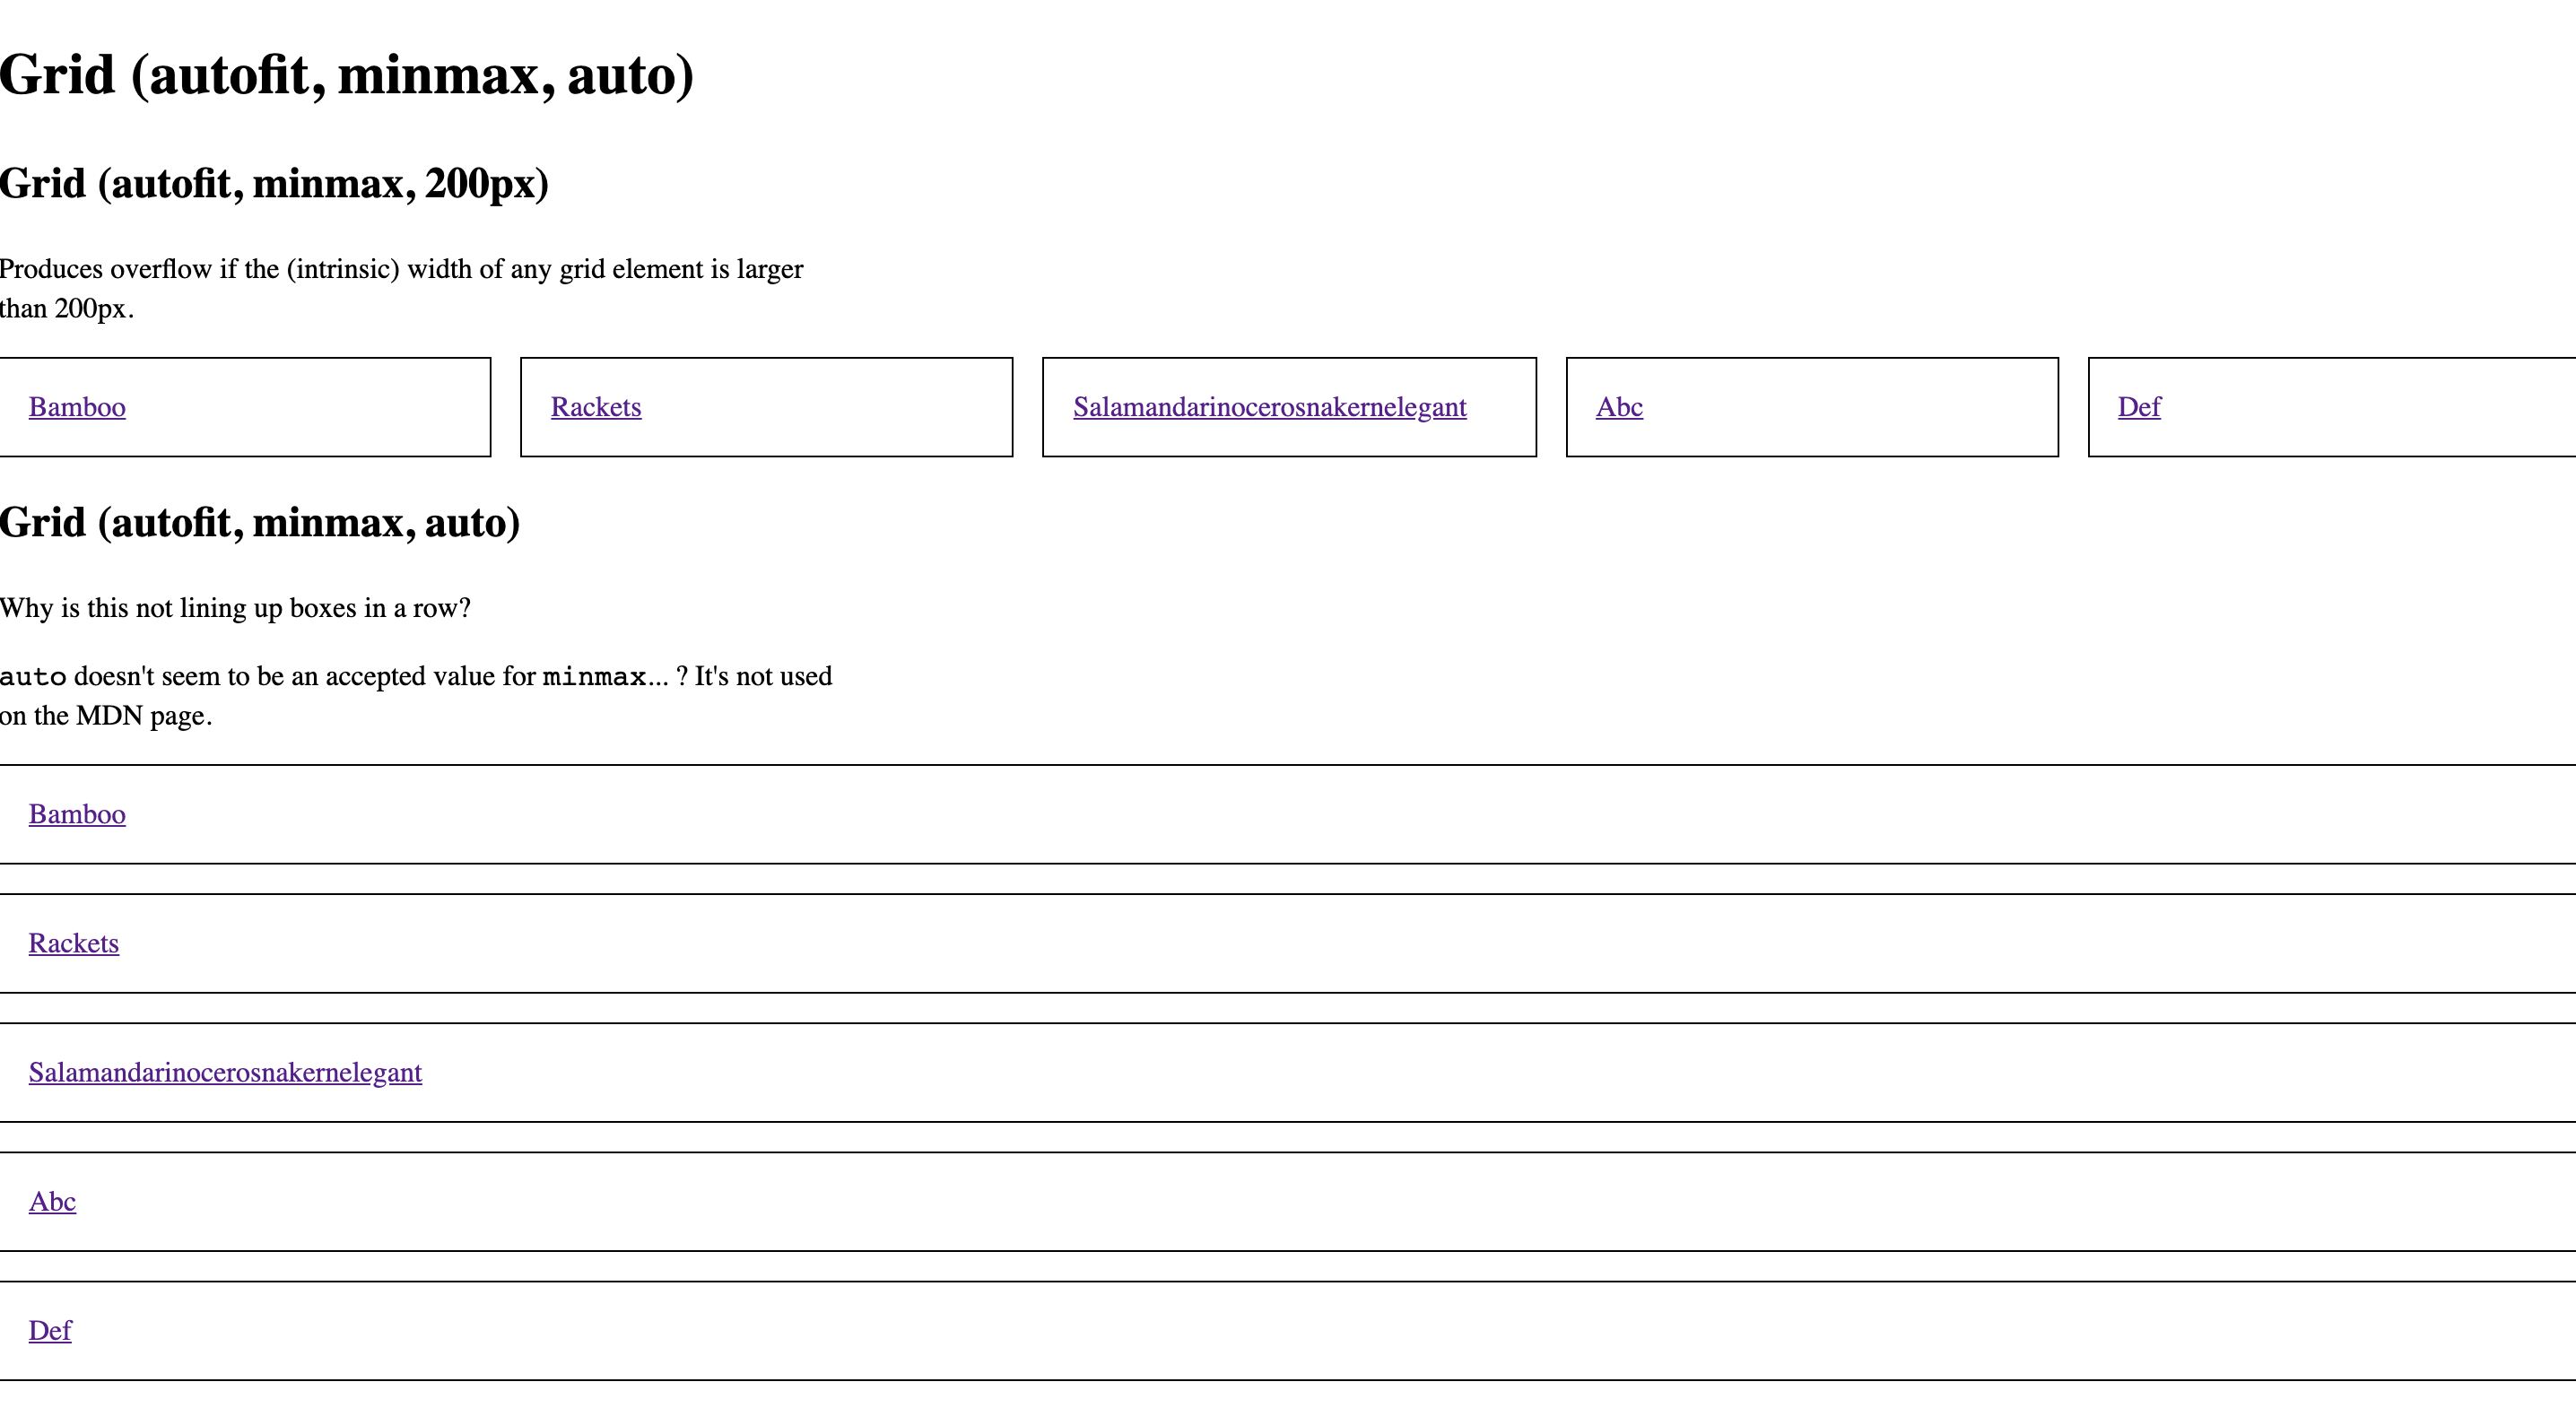 Grid (autofit, minmax, auto)
Grid (autofit, minmax, 200px)
Produces overflow if the (intrinsic) width of any grid element is larger
than 200px.
Bamboo Rackets Salamandarinocerosnakernelegant Abc Def
Grid (autofit, minmax, auto)
Why is this not lining up boxes in a row?
auto doesn't seem to be an accepted value for minmax... ? It's not used
on the MDN page.
Bamboo
Rackets
Salamandarinocerosnakernelegant
Abc
Def